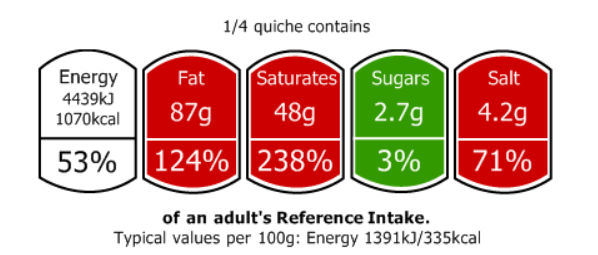 1/4 quiche contains
Energy
4439kJ
1070kcal
53%
Fat
87g
124%
Saturates
48g
238%
Sugars
2.7g
3%
Salt
4.2g
71%
of an adult's Reference Intake.
Typical values per 100g: Energy 1391kJ/335kcal